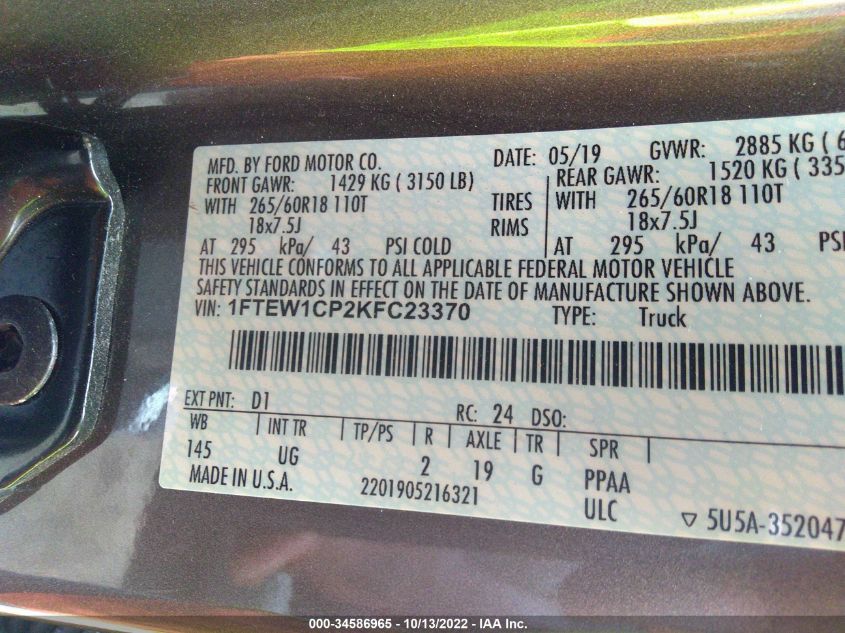 MFD. BY FORD MOTOR CO. DATE: 05/19 GVWR: 2885 KG ( 6
FRONT GAWR: 1429 KG ( 3150 LB) REAR GAWR: 1520 KG ( 335
WITH 265/60R18 110T TIRES WITH 265/60R18 110T
18x7.5J RIMS 18x7.5J
AT 295 kPa/ 43 PSI COLD AT 295 kPa/ 43 PSI
THIS VEHICLE CONFORMS TO ALL APPLICABLE FEDERAL MOTOR VEHICLE
SAFETY STANDARDS IN EFFECT ON THE DATE OF MANUFACTURE SHOWN ABOVE.
VIN: 1FTEW1CP2KFC23370 TYPE: Truck
EXT PNT: D1 RC: 24 DSO:
WB INT TR TP/PS R AXLE TR SPR
145 UG 2 19 G PPAA
MADE IN U.S.A. 2201905216321 ULC
▽ 5U5A-352047
000-34586965 - 10/13/2022 - IAA Inc.